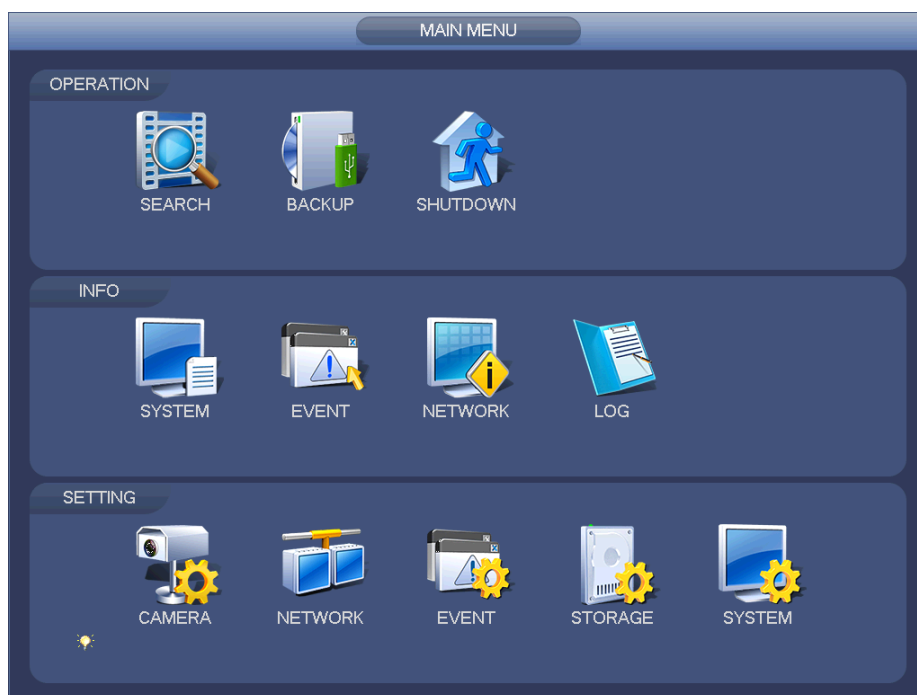 MAIN MENU
OPERATION
SEARCH BACKUP SHUTDOWN
INFO
SYSTEM EVENT NETWORK LOG
SETTING
CAMERA NETWORK EVENT STORAGE SYSTEM